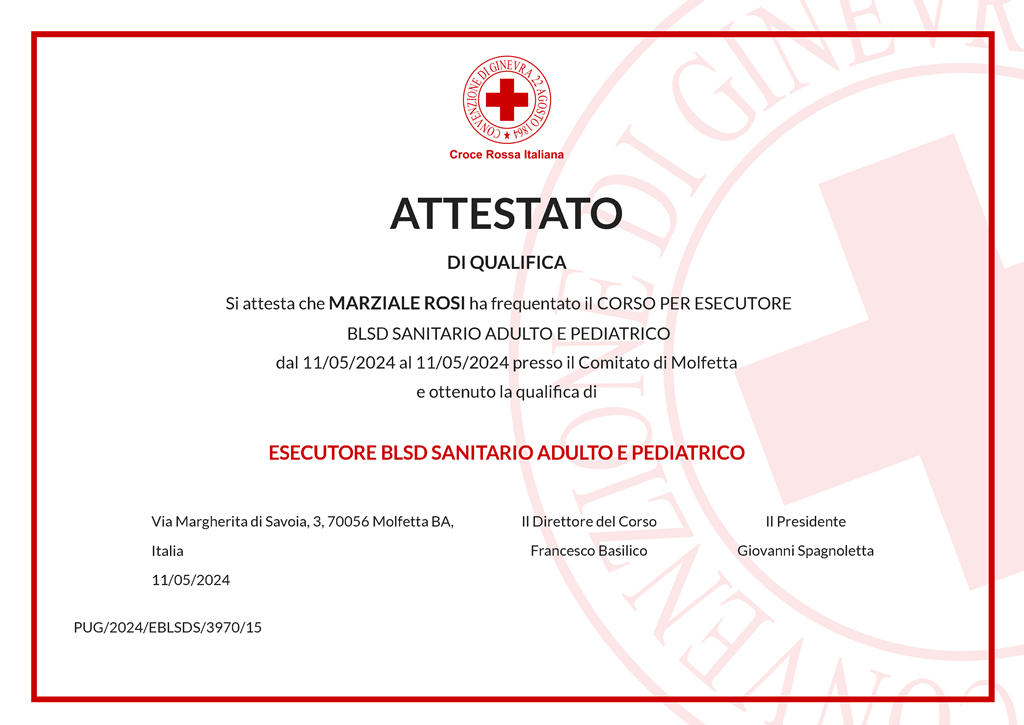 CONVENZIONE DI GINEVRA 22 AGOSTO 1864
Croce Rossa Italiana
ATTESTATO
DI QUALIFICA
Si attesta che MARZIALE ROSI ha frequentato il CORSO PER ESECUTORE
BLSD SANITARIO ADULTO E PEDIATRICO
dal 11/05/2024 al 11/05/2024 presso il Comitato di Molfetta
e ottenuto la qualifica di
ESECUTORE BLSD SANITARIO ADULTO E PEDIATRICO
Via Margherita di Savoia, 3, 70056 Molfetta BA,
Italia
11/05/2024
Il Direttore del Corso
Francesco Basilico
Il Presidente
Giovanni Spagnoletta
PUG/2024/EBLSDS/3970/15
CONVENZIONE DI GINEVR